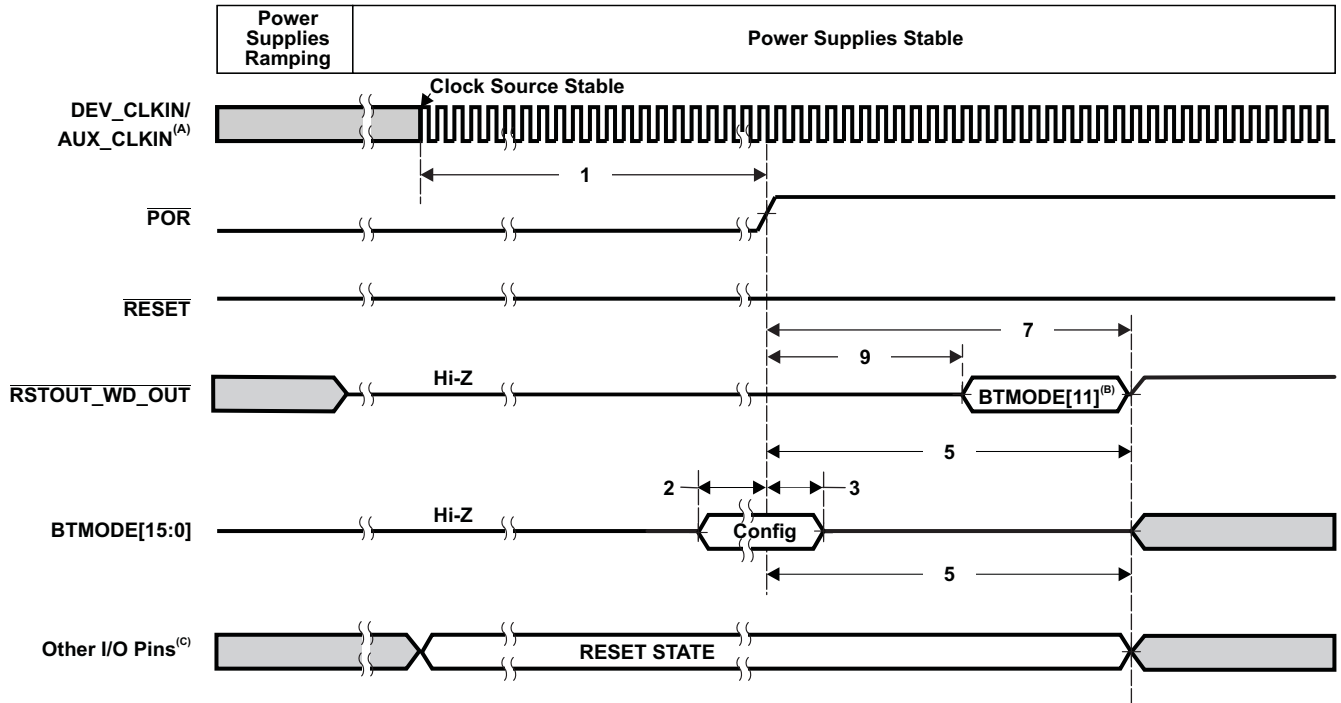 Power
Supplies
Ramping
Power Supplies Stable
Clock Source Stable
DEV_CLKIN/
AUX_CLKIN(A)
1
POR
RESET
7
9
RSTOUT_WD_OUT
Hi-Z
BTMODE[11](B)
5
2
3
BTMODE[15:0]
Hi-Z
Config
5
Other I/O Pins(C)
RESET STATE